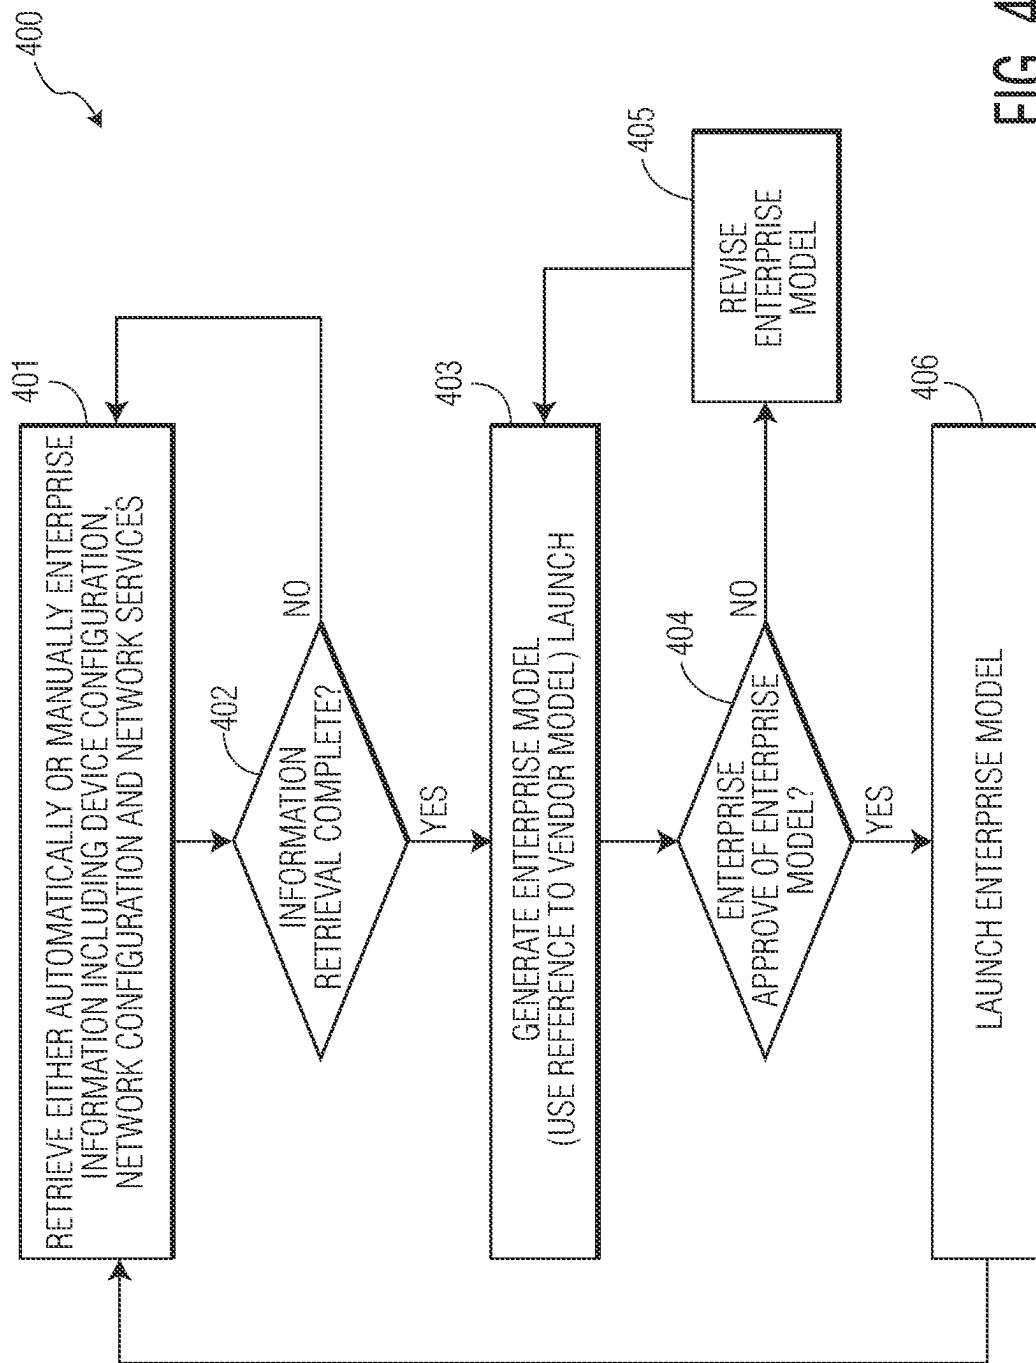 400
401
RETRIEVE EITHER AUTOMATICALLY OR MANUALLY ENTERPRISE
INFORMATION INCLUDING DEVICE CONFIGURATION,
NETWORK CONFIGURATION AND NETWORK SERVICES
402
INFORMATION
RETRIEVAL COMPLETE?
NO
YES
403
GENERATE ENTERPRISE MODEL
(USE REFERENCE TO VENDOR MODEL) LAUNCH
404
ENTERPRISE
APPROVE OF ENTERPRISE
MODEL?
NO
405
REVISE
ENTERPRISE
MODEL
YES
406
LAUNCH ENTERPRISE MODEL
FIG. 4